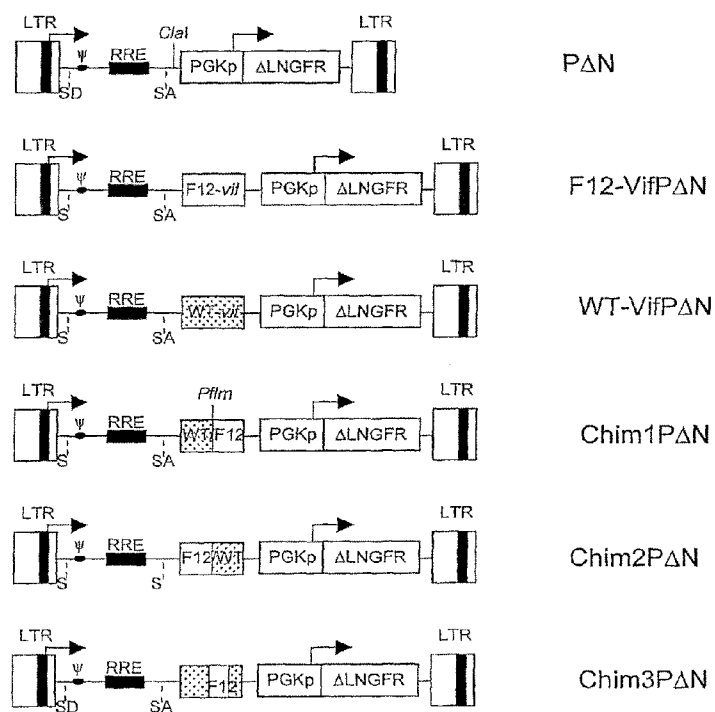 LTR ClaI LTR
Ψ RRE PGKp ΔLNGFR PΔN
SD SA
LTR LTR
Ψ RRE F12-vif PGKp ΔLNGFR F12-VifPΔN
S SA
LTR LTR
Ψ RRE WT-vif PGKp ΔLNGFR WT-VifPΔN
S SA
LTR Pflm LTR
Ψ RRE WT F12 PGKp ΔLNGFR Chim1PΔN
S SA
LTR LTR
Ψ RRE F12 WT PGKp ΔLNGFR Chim2PΔN
S S
LTR LTR
Ψ RRE F12 PGKp ΔLNGFR Chim3PΔN
SD SA